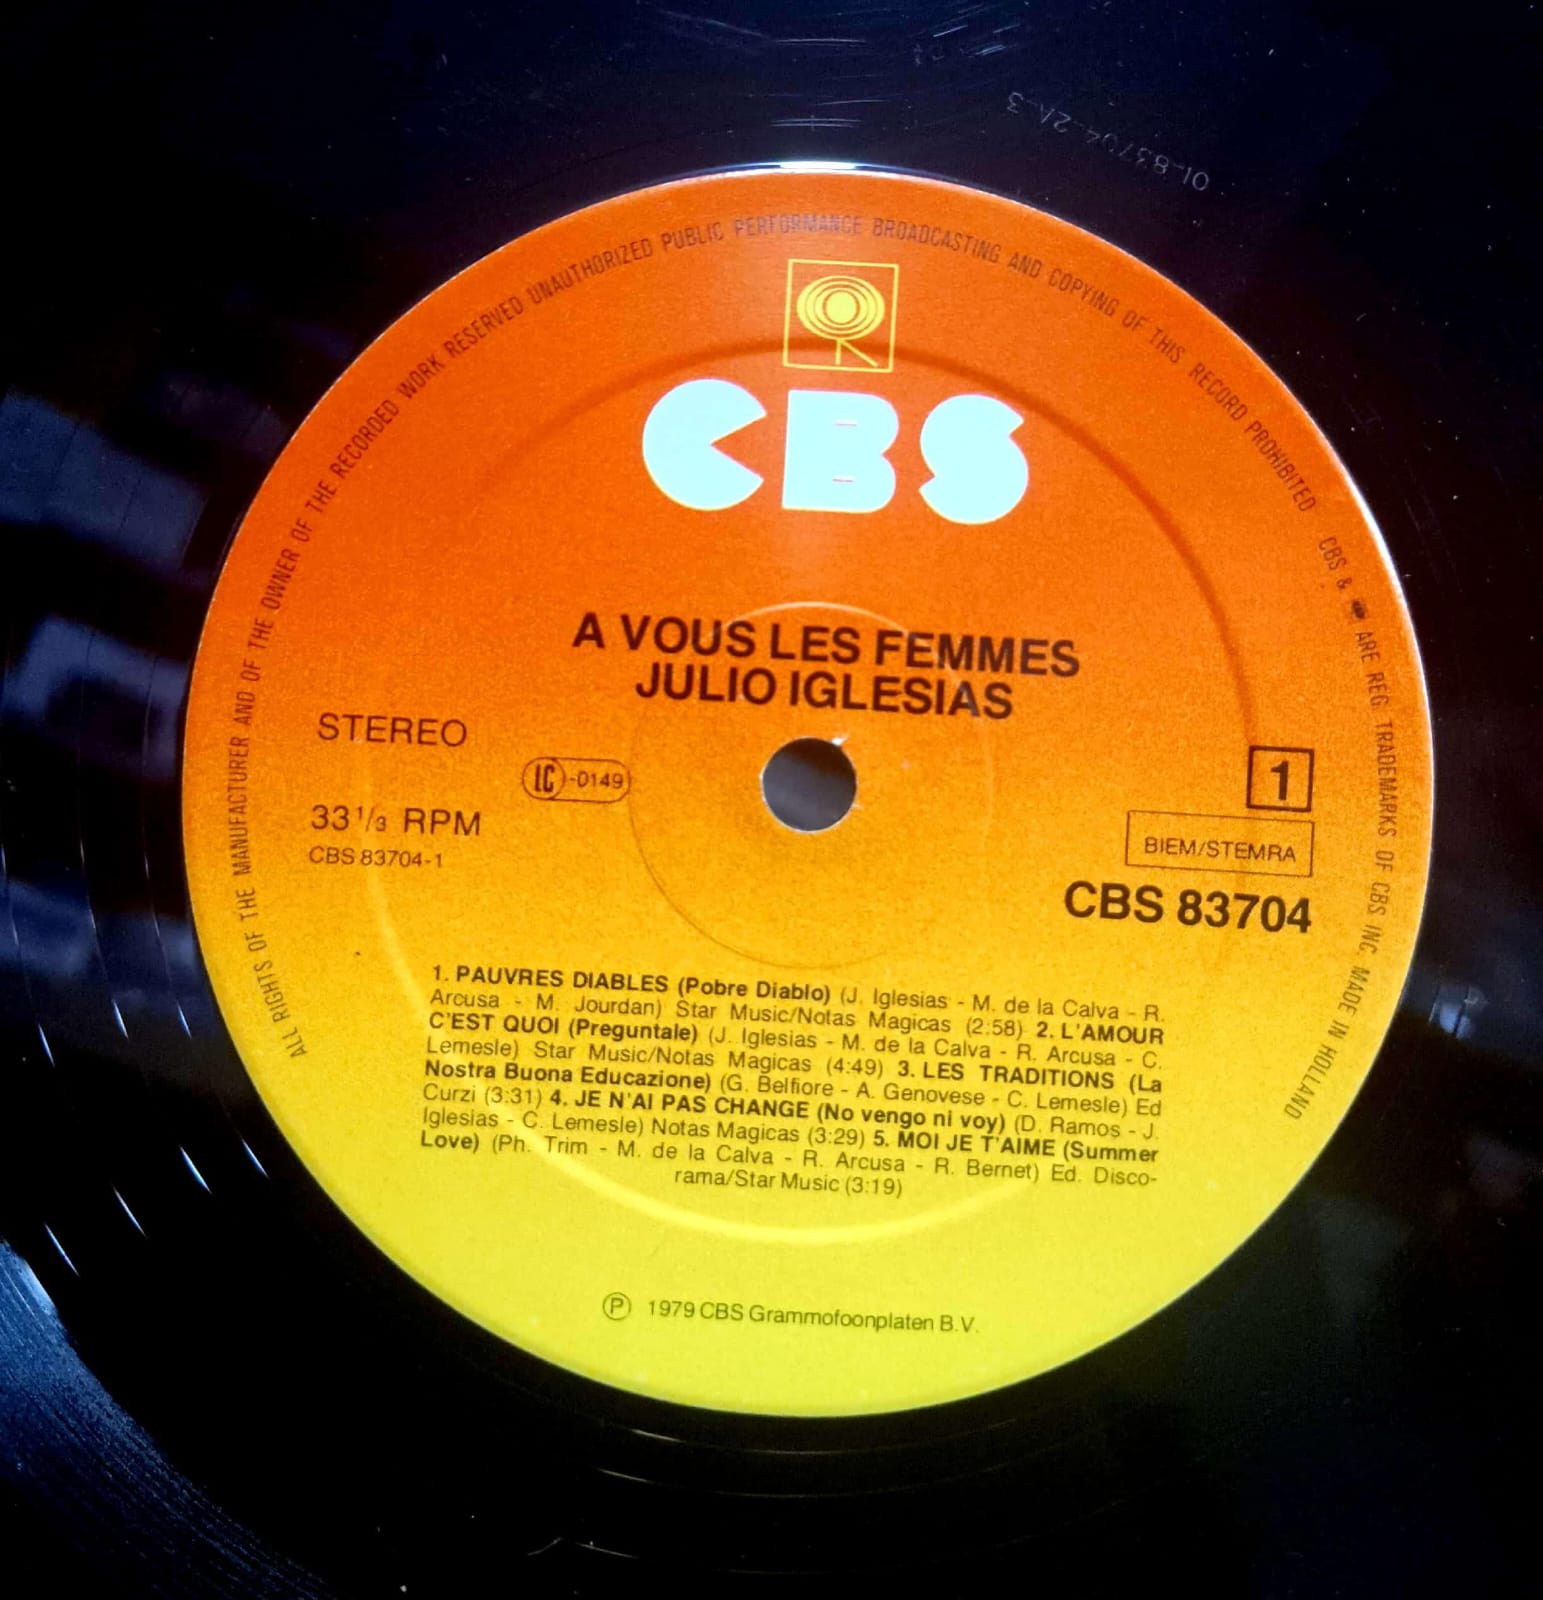 01-83704-2A-3
ALL RIGHTS OF THE MANUFACTURER AND OF THE OWNER OF THE RECORDED WORK RESERVED UNAUTHORIZED PUBLIC PERFORMANCE BROADCASTING AND COPYING OF THIS RECORD PROHIBITED CBS & ARE REG. TRADEMARKS OF CBS INC. MADE IN HOLLAND
CBS
A VOUS LES FEMMES
JULIO IGLESIAS
STEREO
LC-0149
33 1/3 RPM
CBS 83704-1
1
BIEM/STEMRA
CBS 83704
1. PAUVRES DIABLES (Pobre Diablo) (J. Iglesias - M. de la Calva - R.
Arcusa - M. Jourdan) Star Music/Notas Magicas (2:58) 2. L'AMOUR
C'EST QUOI (Preguntale) (J. Iglesias - M. de la Calva - R. Arcusa - C.
Lemesle) Star Music/Notas Magicas (4:49) 3. LES TRADITIONS (La
Nostra Buona Educazione) (G. Belfiore - A. Genovese - C. Lemesle) Ed
Curzi (3:31) 4. JE N'AI PAS CHANGE (No vengo ni voy) (D. Ramos - J.
Iglesias - C. Lemesle) Notas Magicas (3:29) 5. MOI JE T'AIME (Summer
Love) (Ph. Trim - M. de la Calva - R. Arcusa - R. Bernet) Ed. Disco-
rama/Star Music (3:19)
℗ 1979 CBS Grammofoonplaten B.V.